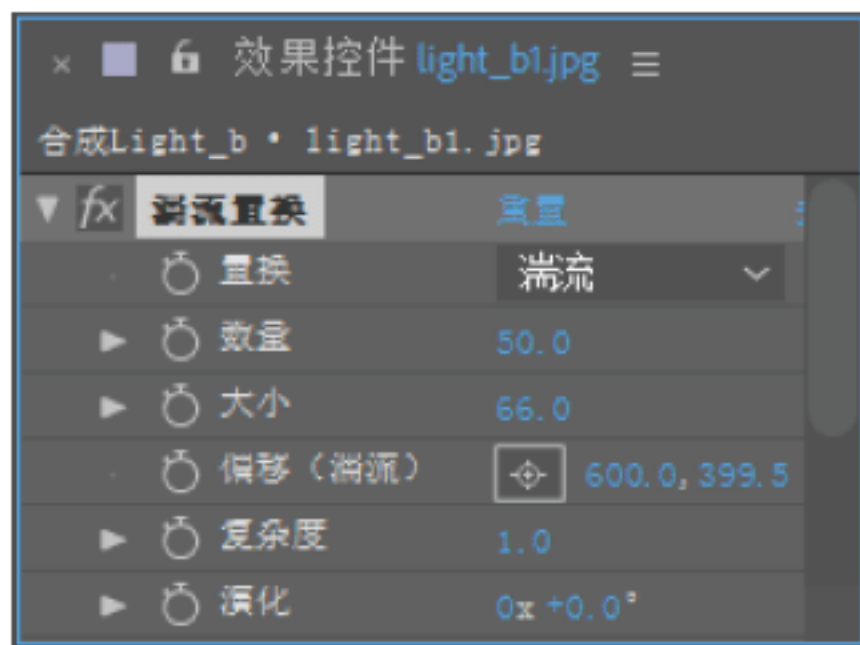 × 效果控件 light_b1.jpg ≡
合成Light_b • light_b1.jpg
fx 湍流置换 重置
置换 湍流
数量 50.0
大小 66.0
偏移（湍流） 600.0,399.5
复杂度 1.0
演化 0x+0.0°